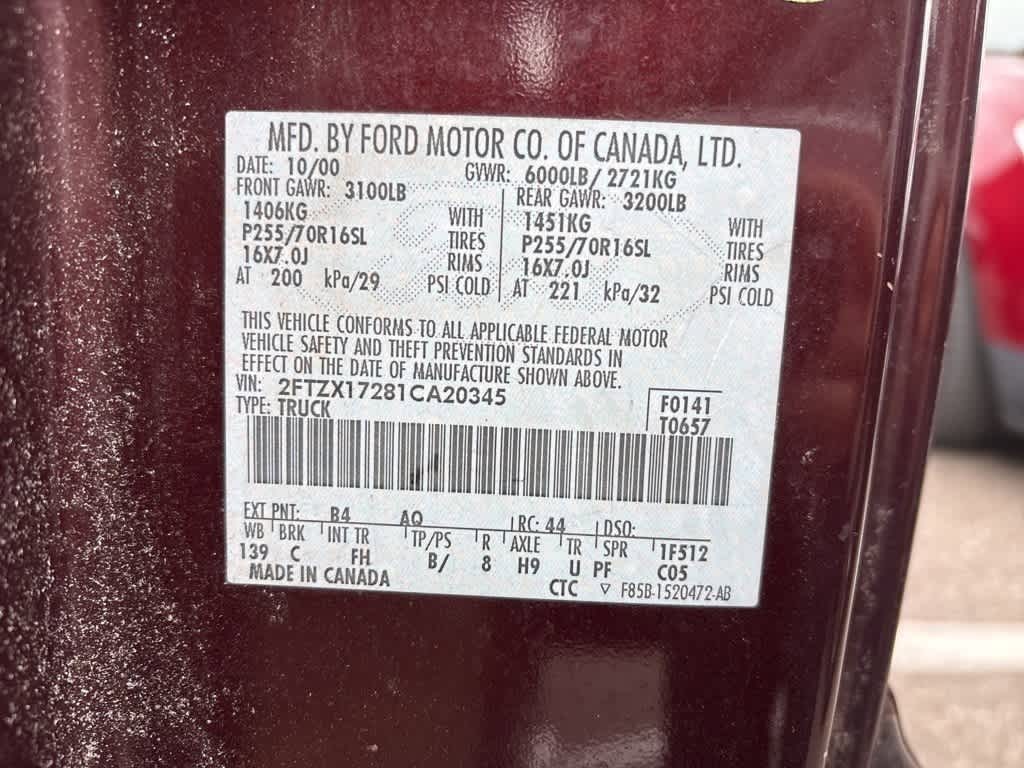 MFD. BY FORD MOTOR CO. OF CANADA, LTD.
DATE: 10/00 GVWR: 6000LB/2721KG
FRONT GAWR: 3100LB REAR GAWR: 3200LB
1406KG WITH 1451KG WITH
P255/70R16SL TIRES P255/70R16SL TIRES
16X7.0J RIMS 16X7.0J RIMS
AT 200 kPa/29 PSI COLD AT 221 kPa/32 PSI COLD
THIS VEHICLE CONFORMS TO ALL APPLICABLE FEDERAL MOTOR
VEHICLE SAFETY AND THEFT PREVENTION STANDARDS IN
EFFECT ON THE DATE OF MANUFACTURE SHOWN ABOVE.
VIN: 2FTZX17281CA20345
TYPE: TRUCK
F0141
T0657
EXT PNT: B4 AQ RC: 44 DSO:
WB BRK INT TR TP/PS R AXLE TR SPR 1F512
139 C FH B/ 8 H9 U PF C05
MADE IN CANADA
CTC ▽ F85B-1520472-AB